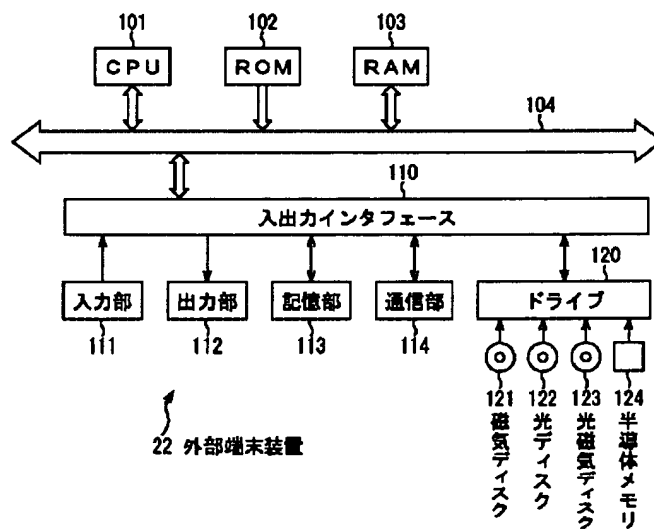 101 102 103
CPU ROM RAM
104
110
入出力インタフェース
120
入力部 出力部 記憶部 通信部 ドライブ
111 112 113 114
121 122 123 124
磁気ディスク
光ディスク
光磁気ディスク
半導体メモリ
22 外部端末装置